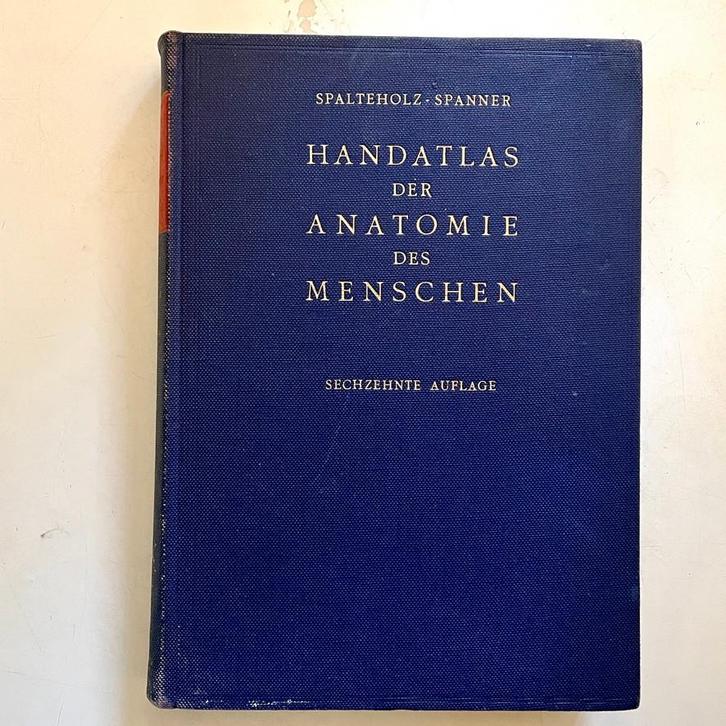 SPALTEHOLZ - SPANNER
HANDATLAS
DER
ANATOMIE
DES
MENSCHEN
SECHZEHNTE AUFLAGE